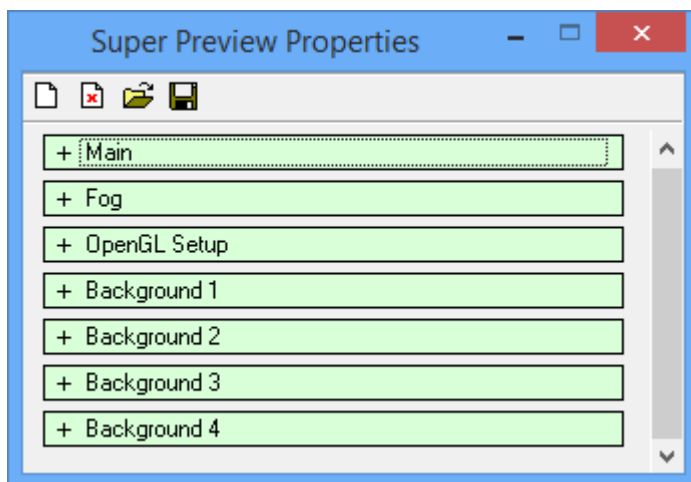 Super Preview Properties
+ Main
+ Fog
+ OpenGL Setup
+ Background 1
+ Background 2
+ Background 3
+ Background 4